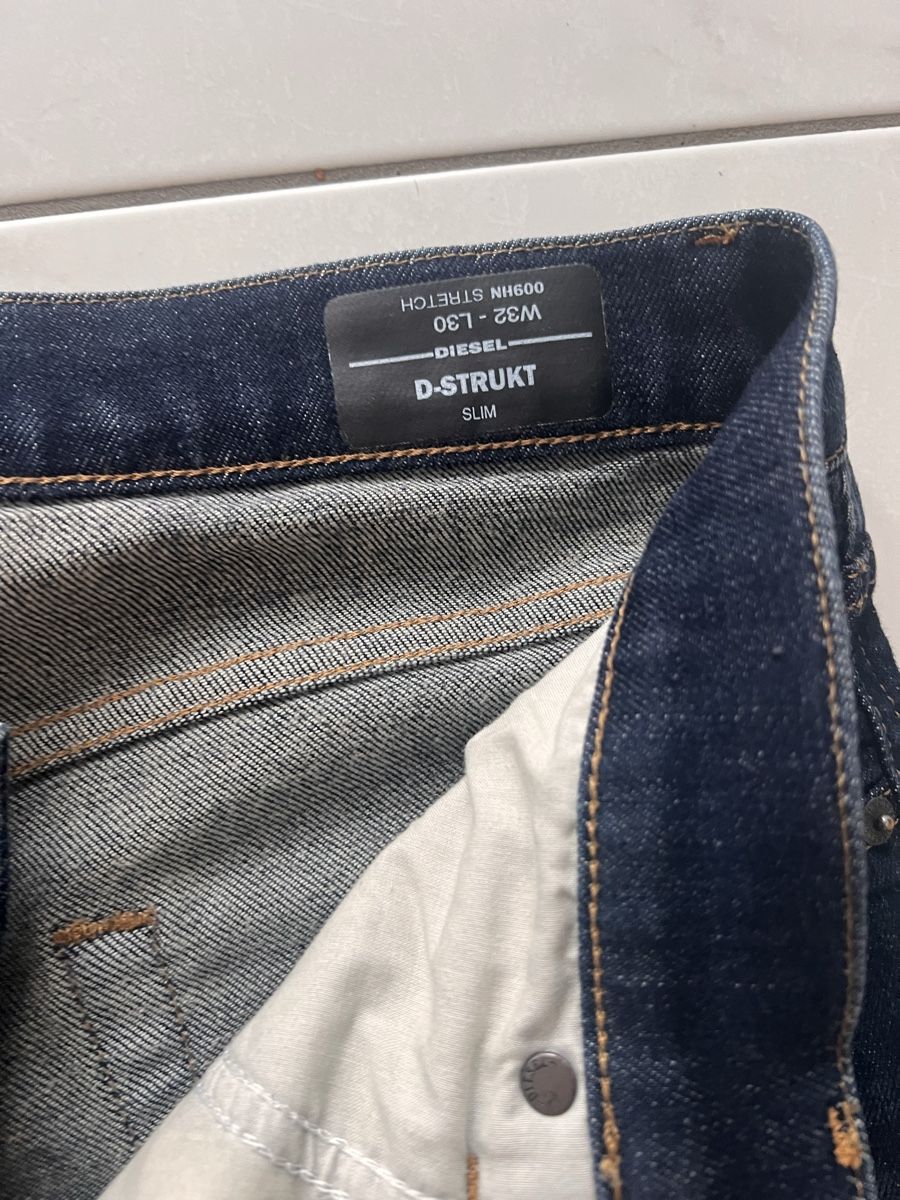 009HN STRETCH
W32 - L30
DIESEL
D-STRUKT
SLIM